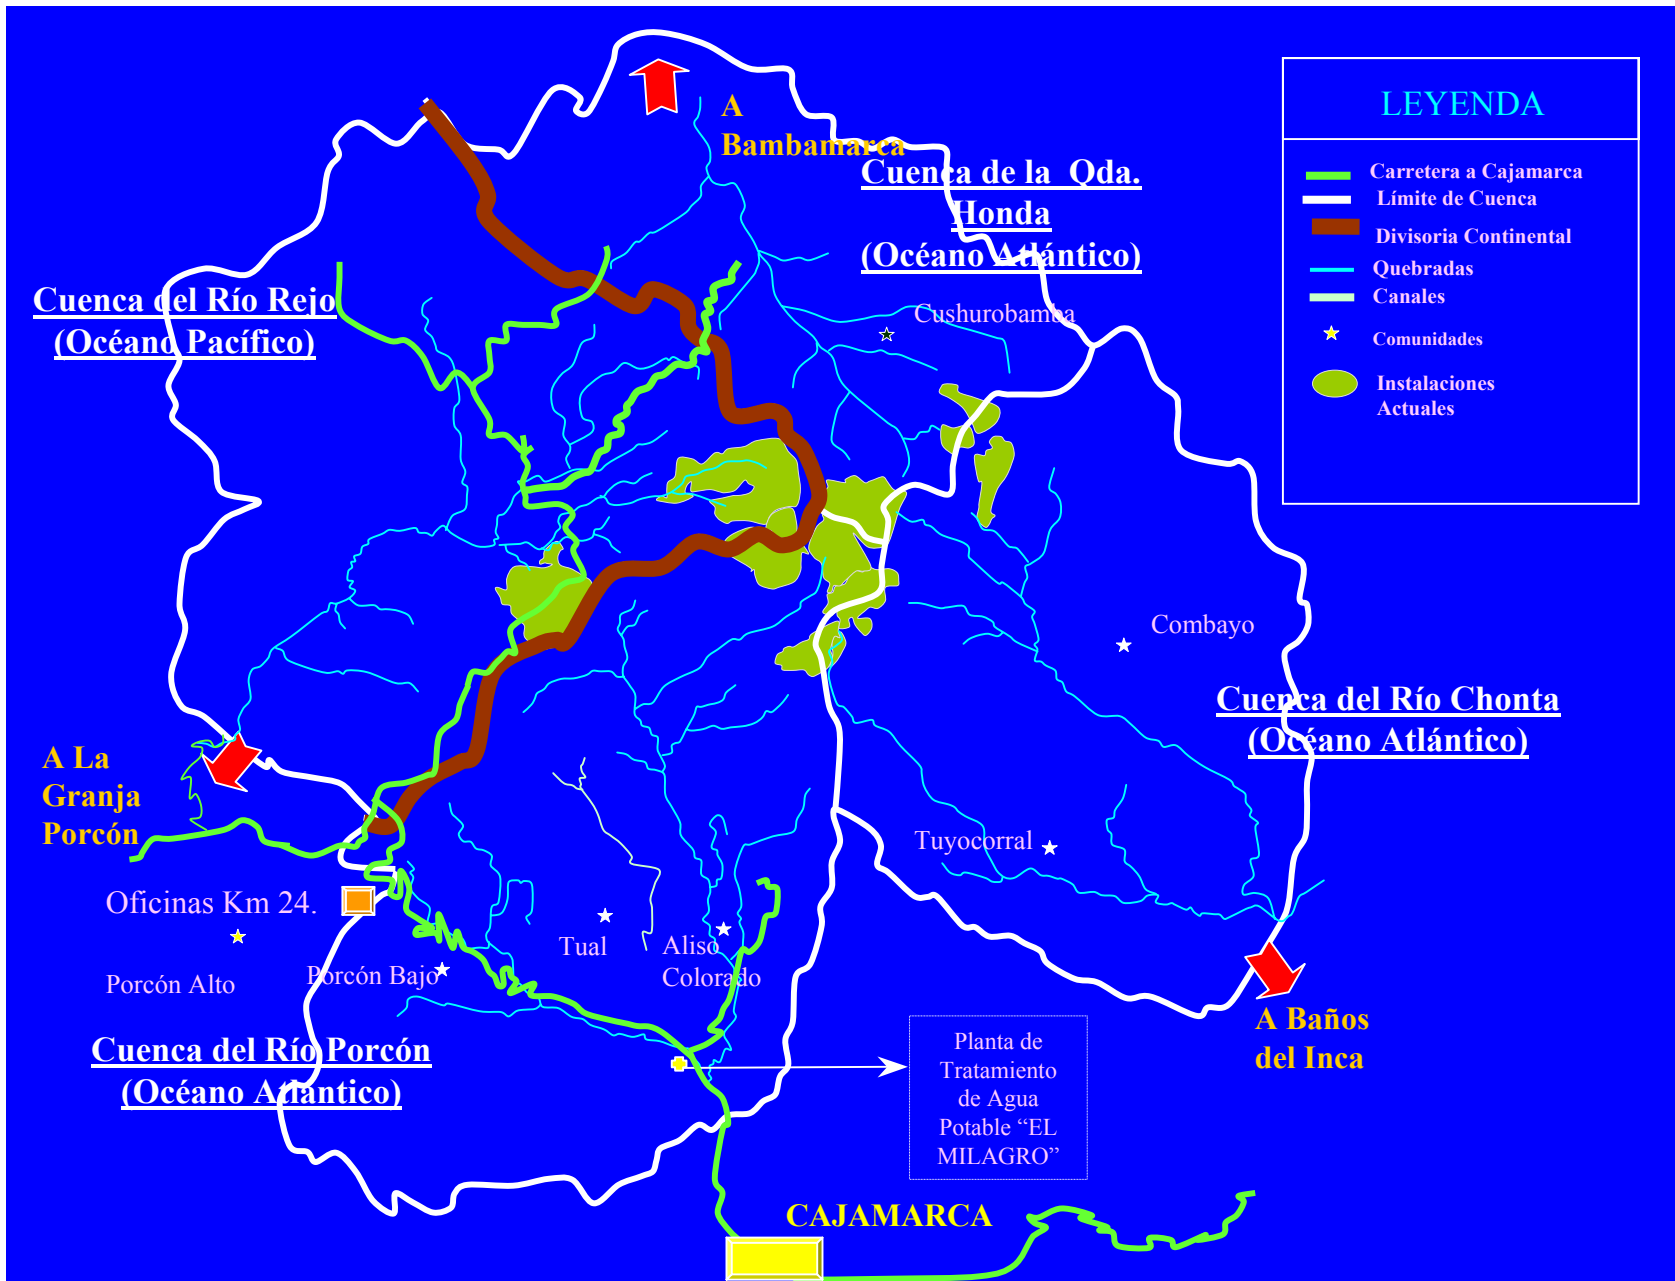 A
Bambamarca
Cuenca de la Qda.
Honda
(Océano Atlántico)
LEYENDA
Carretera a Cajamarca
Límite de Cuenca
Divisoria Continental
Quebradas
Canales
Comunidades
Instalaciones
Actuales
Cuenca del Río Rejo
(Océano Pacífico)
Cushurobamba
Combayo
Cuenca del Río Chonta
(Océano Atlántico)
A La
Granja
Porcón
Tuyocorral
Oficinas Km 24.
Tual
Aliso
Colorado
Porcón Alto
Porcón Bajo
A Baños
del Inca
Cuenca del Río Porcón
(Océano Atlántico)
Planta de
Tratamiento
de Agua
Potable “EL
MILAGRO”
CAJAMARCA